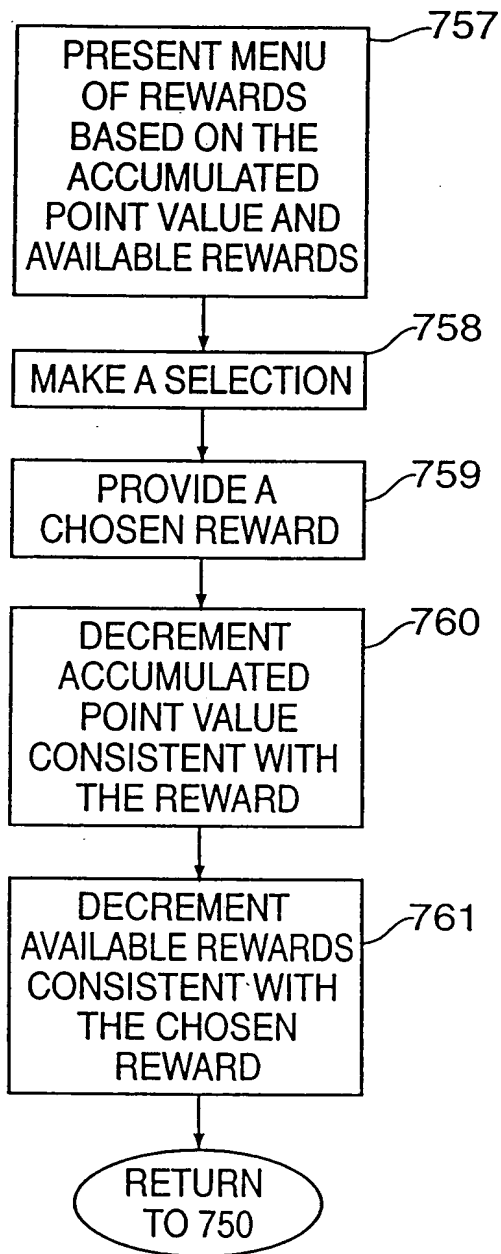 757
PRESENT MENU
OF REWARDS
BASED ON THE
ACCUMULATED
POINT VALUE AND
AVAILABLE REWARDS
758
MAKE A SELECTION
759
PROVIDE A
CHOSEN REWARD
760
DECREMENT
ACCUMULATED
POINT VALUE
CONSISTENT WITH
THE REWARD
761
DECREMENT
AVAILABLE REWARDS
CONSISTENT WITH
THE CHOSEN
REWARD
RETURN
TO 750